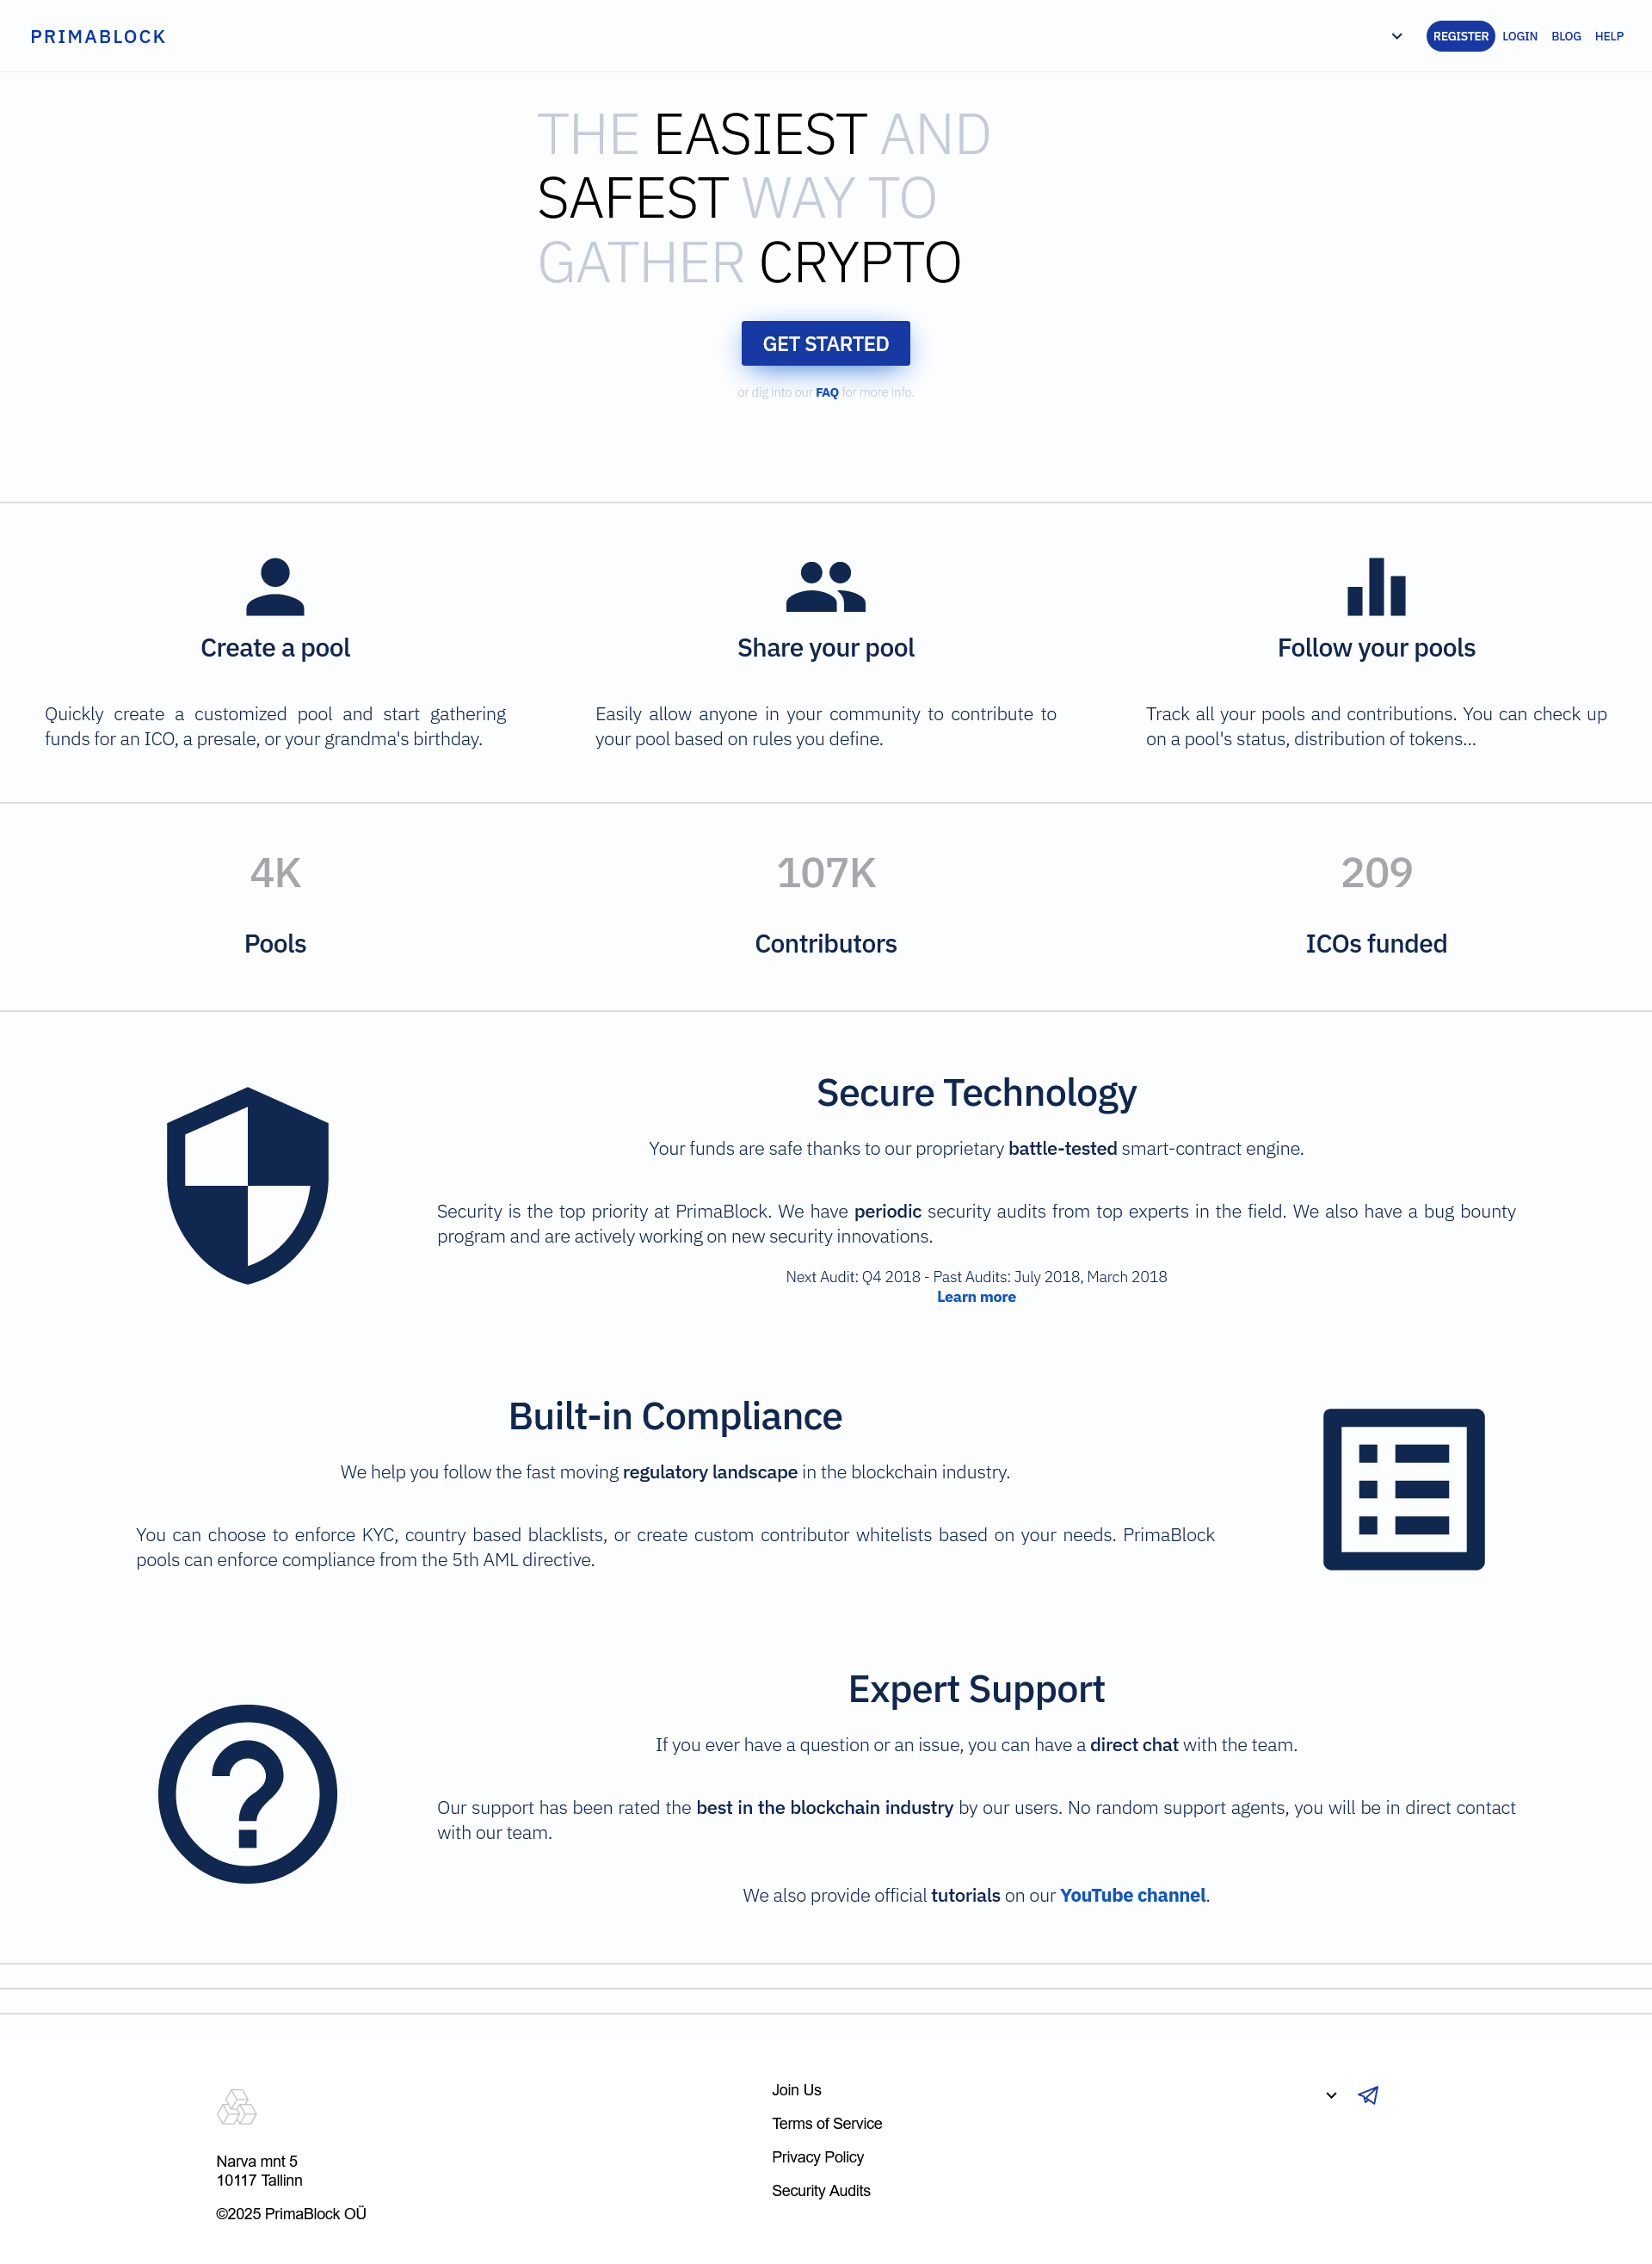 PRIMABLOCK
REGISTER LOGIN BLOG HELP
THE EASIEST AND
SAFEST WAY TO
GATHER CRYPTO
GET STARTED
or dig into our FAQ for more info.
Create a pool
Quickly create a customized pool and start gathering
funds for an ICO, a presale, or your grandma's birthday.
Share your pool
Easily allow anyone in your community to contribute to
your pool based on rules you define.
Follow your pools
Track all your pools and contributions. You can check up
on a pool's status, distribution of tokens...
4K
Pools
107K
Contributors
209
ICOs funded
Secure Technology
Your funds are safe thanks to our proprietary battle-tested smart-contract engine.
Security is the top priority at PrimaBlock. We have periodic security audits from top experts in the field. We also have a bug bounty
program and are actively working on new security innovations.
Next Audit: Q4 2018 - Past Audits: July 2018, March 2018
Learn more
Built-in Compliance
We help you follow the fast moving regulatory landscape in the blockchain industry.
You can choose to enforce KYC, country based blacklists, or create custom contributor whitelists based on your needs. PrimaBlock
pools can enforce compliance from the 5th AML directive.
Expert Support
If you ever have a question or an issue, you can have a direct chat with the team.
Our support has been rated the best in the blockchain industry by our users. No random support agents, you will be in direct contact
with our team.
We also provide official tutorials on our YouTube channel.
Narva mnt 5
10117 Tallinn
©2025 PrimaBlock OÜ
Join Us
Terms of Service
Privacy Policy
Security Audits